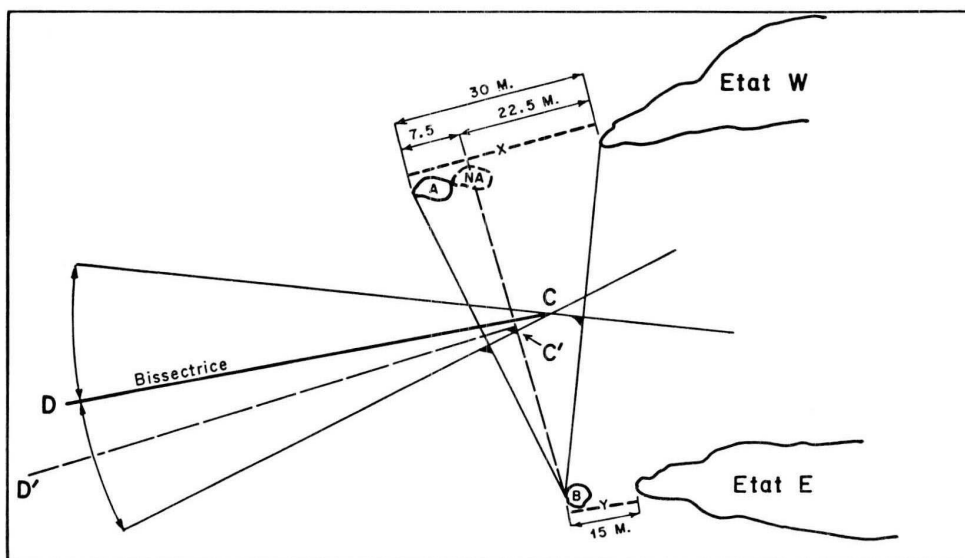 Etat W
30 M.
22.5 M.
7.5
X
NA
A
C
C'
Bissectrice
D
D'
B
Etat E
Y
15 M.